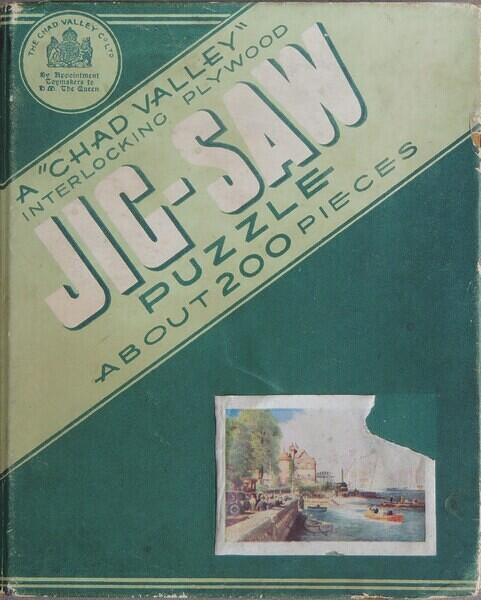 THE CHAD VALLEY Co LTD
By Appointment
Toymakers to
H.M. The Queen
A "CHAD VALLEY"
INTERLOCKING PLYWOOD
JIG-SAW
PUZZLE
ABOUT 200 PIECES